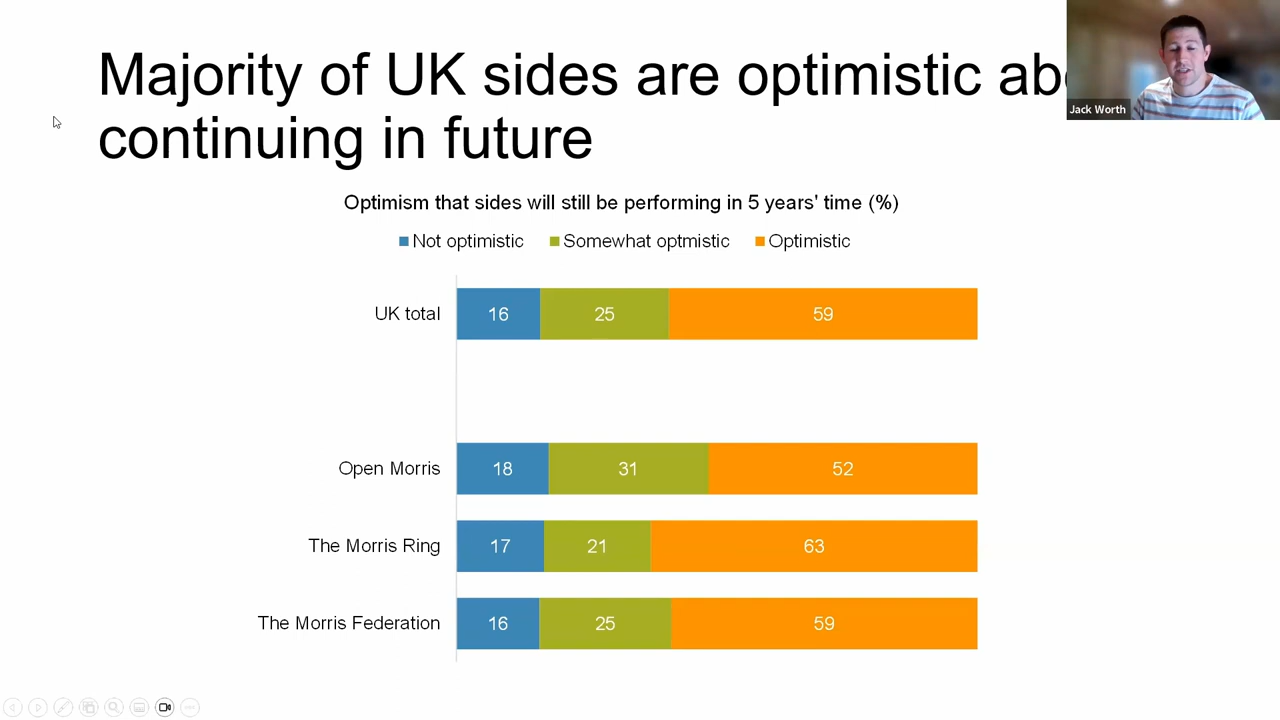 Majority of UK sides are optimistic
continuing in future
Jack Worth
Optimism that sides will still be performing in 5 years' time (%)
Not optimistic Somewhat optmistic Optimistic
UK total 16 25 59
Open Morris 18 31 52
The Morris Ring 17 21 63
The Morris Federation 16 25 59